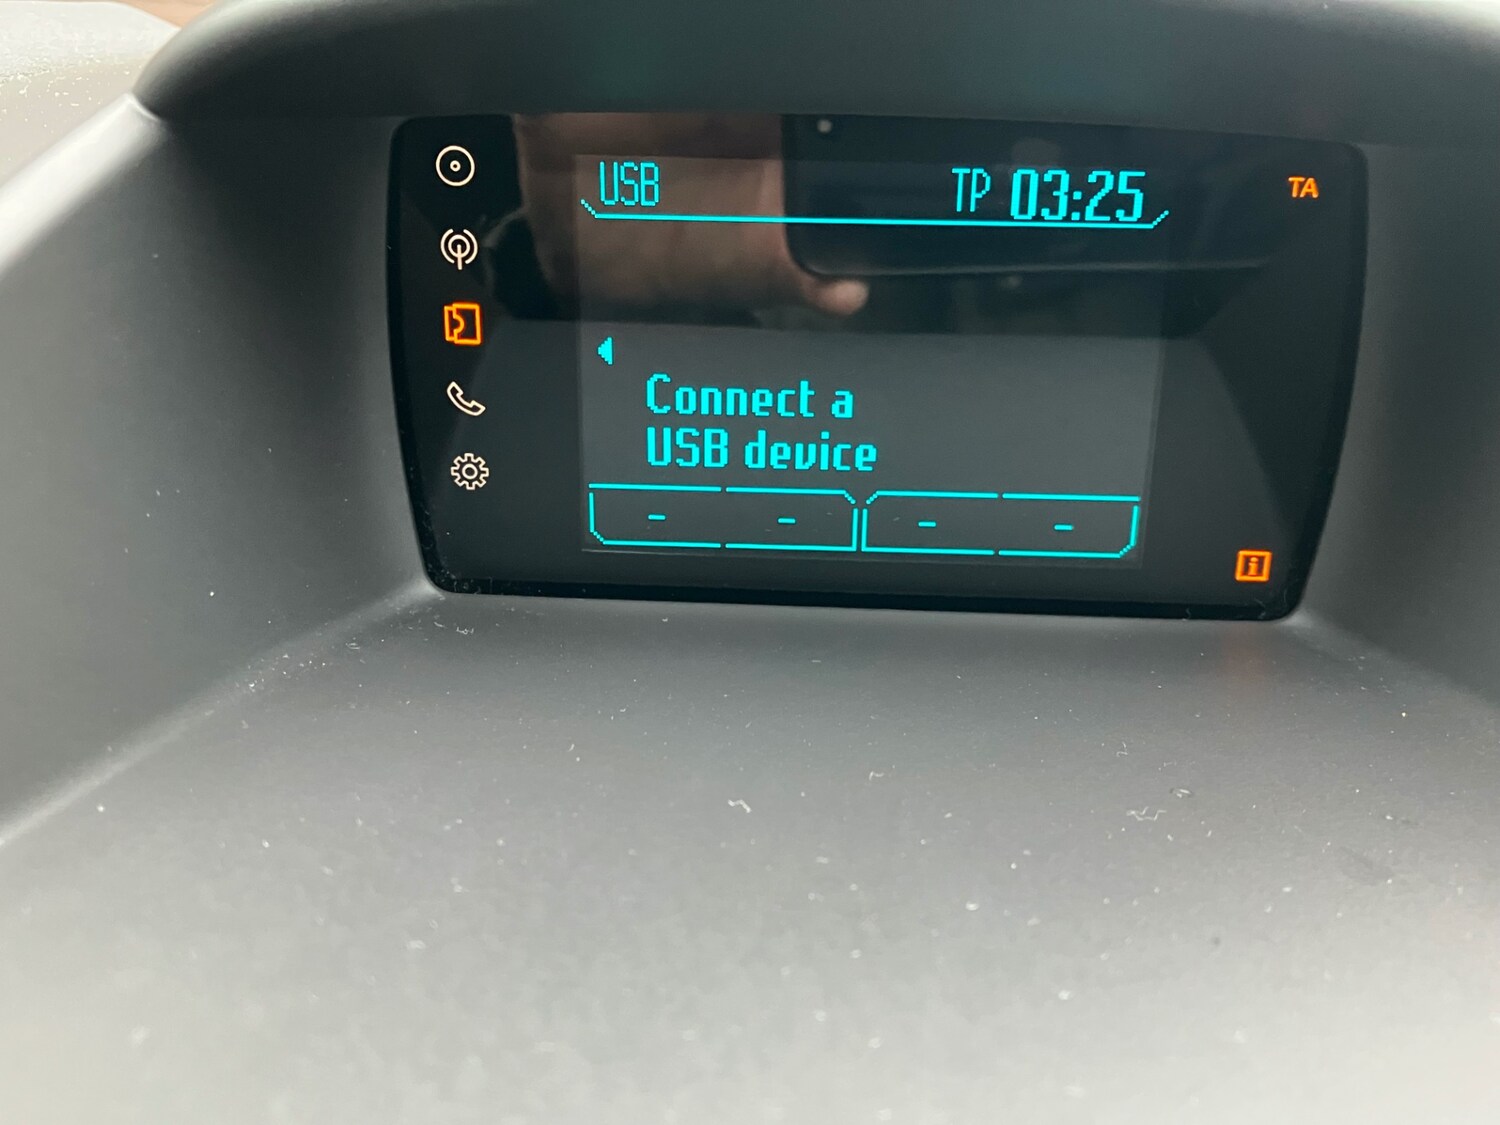 USB TP 03:25 TA
Connect a
USB device
- - - -
i